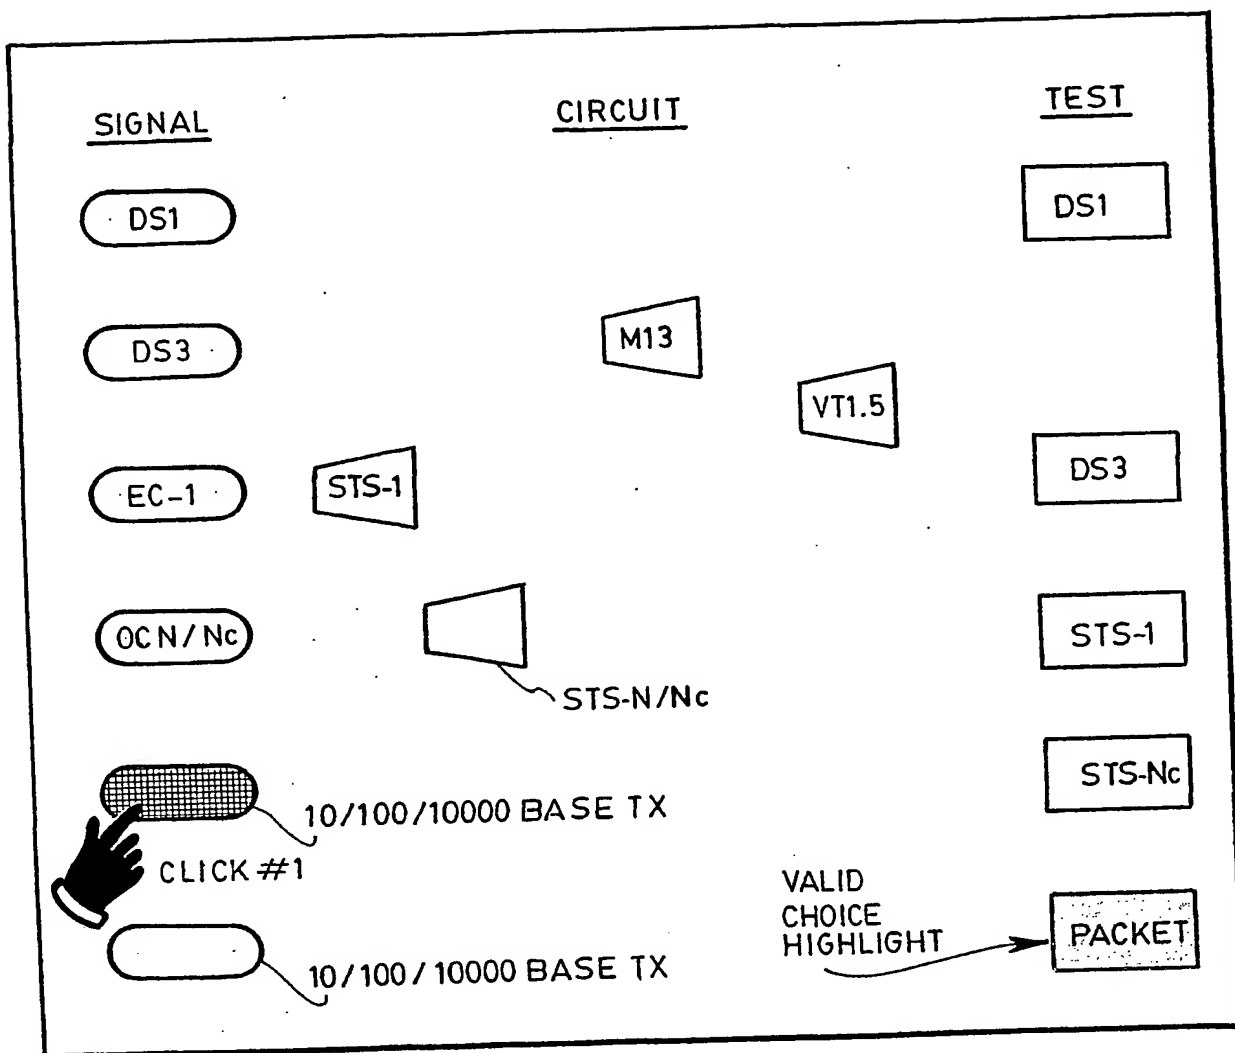 SIGNAL
CIRCUIT
TEST
DS1
DS1
DS3
M13
VT1.5
EC-1
STS-1
DS3
OCN/Nc
STS-N/Nc
STS-1
10/100/10000 BASE TX
STS-Nc
CLICK #1
VALID
CHOICE
HIGHLIGHT
PACKET
10/100/10000 BASE TX